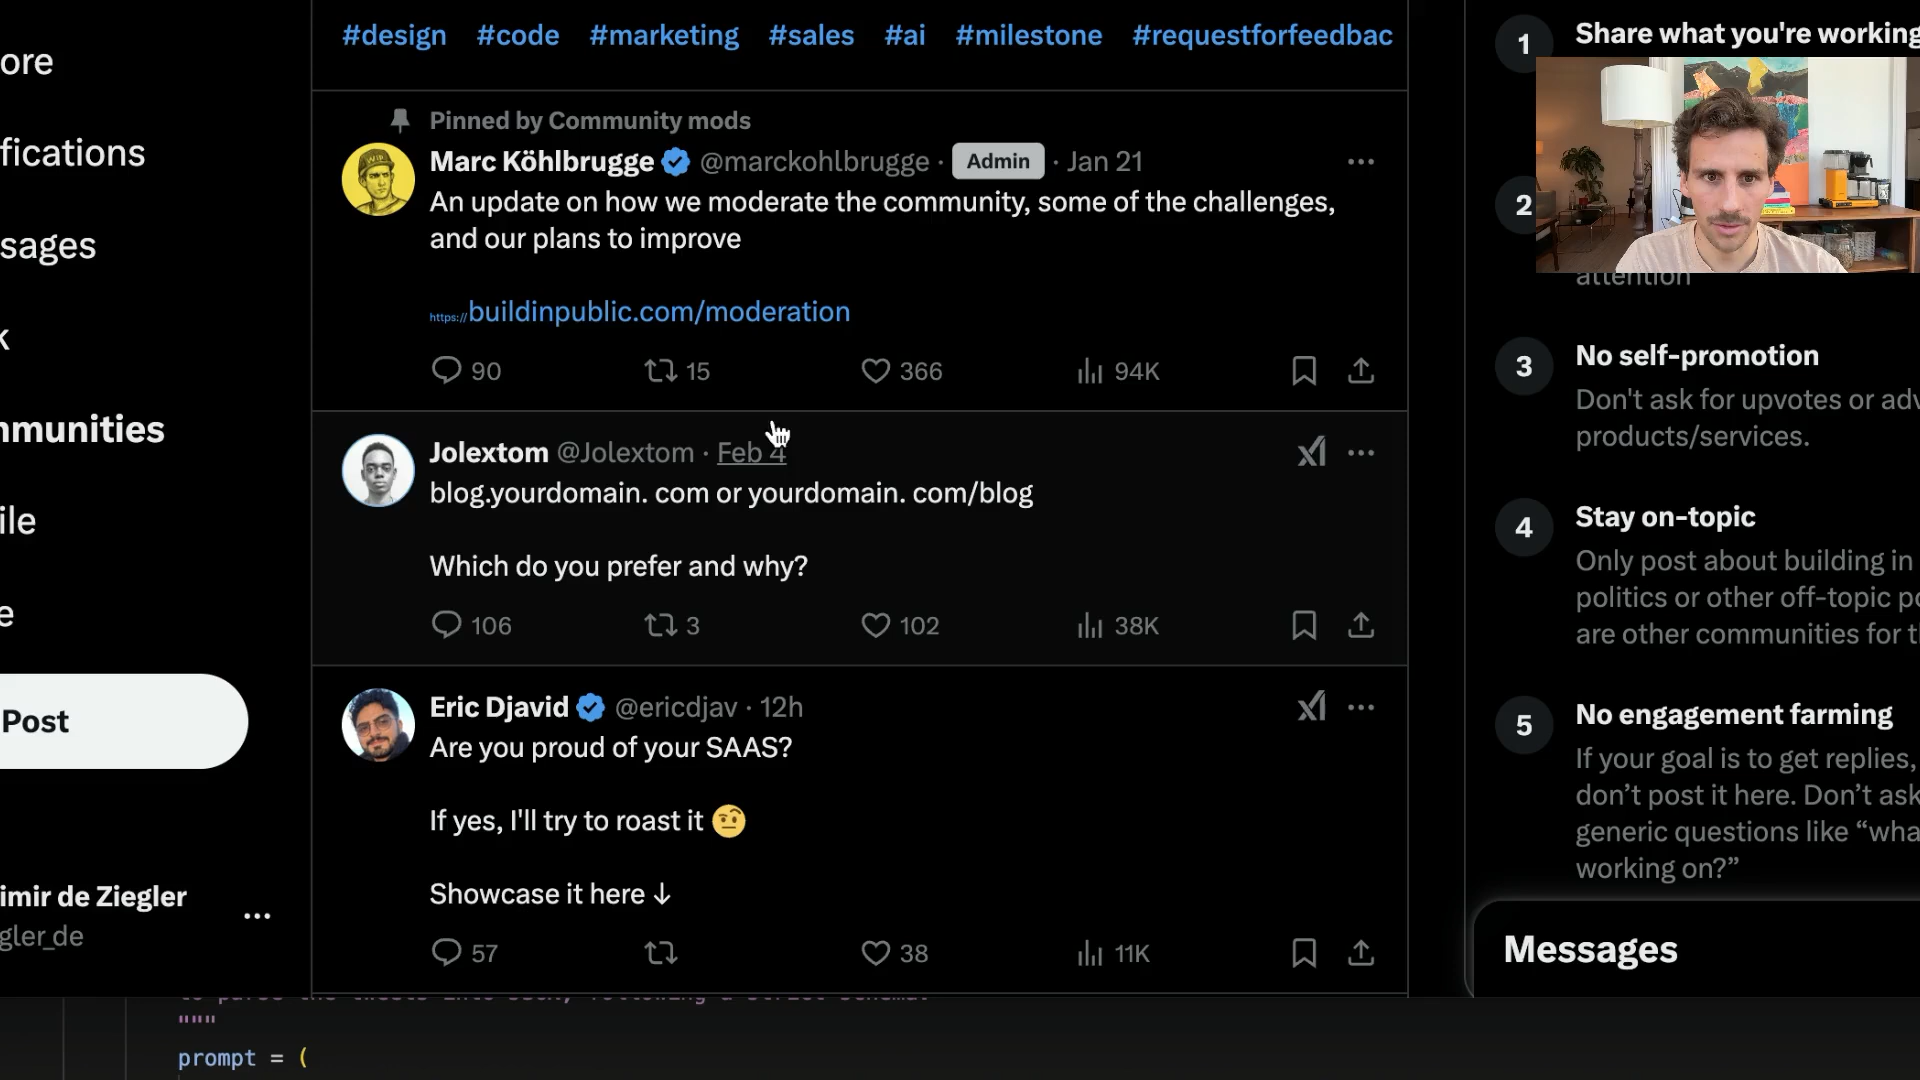 #design #code #marketing #sales #ai #milestone #requestforfeedbac
ore
fications
sages
k
mmunities
ile
e
Post
imir de Ziegler
gler_de
Pinned by Community mods
Marc Köhlbrugge @marckohlbrugge · Admin · Jan 21
An update on how we moderate the community, some of the challenges,
and our plans to improve
https://buildinpublic.com/moderation
90 15 366 94K
Jolextom @Jolextom · Feb 4
blog.yourdomain. com or yourdomain. com/blog
Which do you prefer and why?
106 3 102 38K
Eric Djavid @ericdjav · 12h
Are you proud of your SAAS?
If yes, I'll try to roast it 🤨
Showcase it here ↓
57 38 11K
1 Share what you're working
2
attention
3 No self-promotion
Don't ask for upvotes or adv
products/services.
4 Stay on-topic
Only post about building in
politics or other off-topic po
are other communities for t
5 No engagement farming
If your goal is to get replies,
don’t post it here. Don’t ask
generic questions like “wha
working on?”
Messages
"""
prompt = (